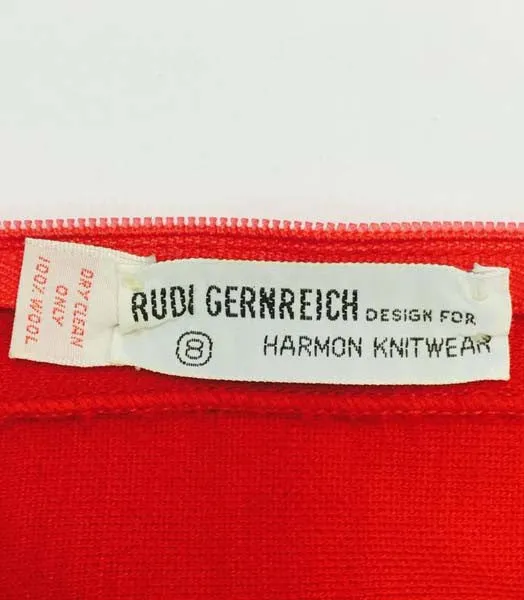 DRY CLEAN
ONLY
100% WOOL
RUDI GERNREICH DESIGN FOR
8 HARMON KNITWEAR